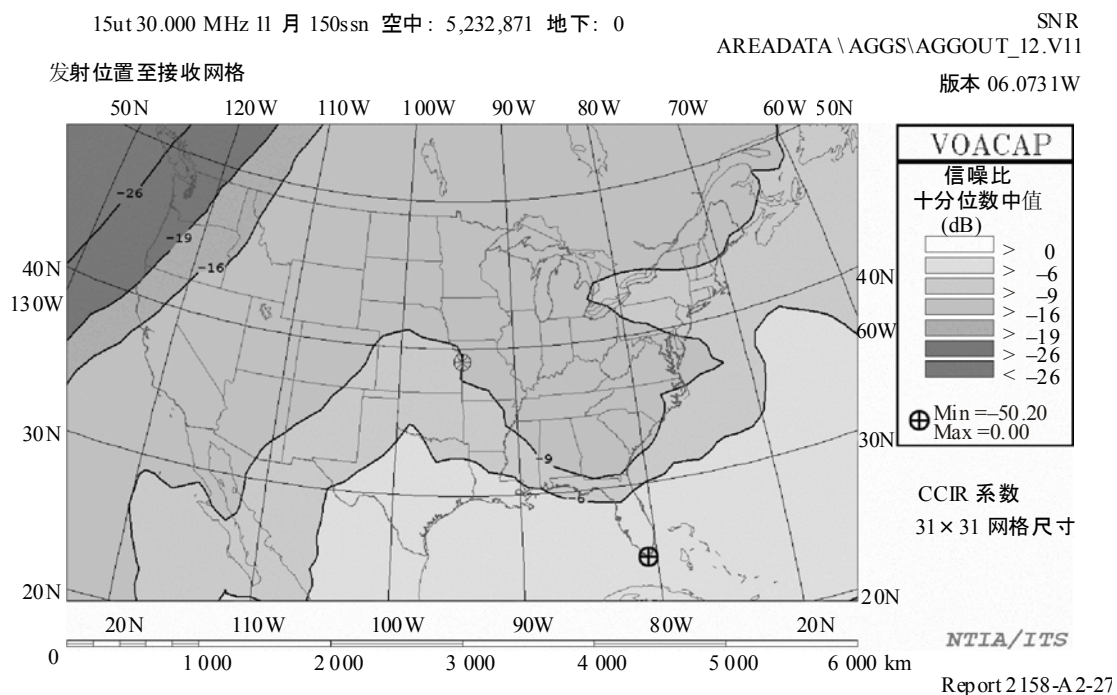 15ut 30.000 MHz 11 月 150ssn 空中: 5,232,871 地下: 0
SNR
AREADATA \ AGGS\AGGOUT_12.V11
发射位置至接收网格
版本 06.0731W
50N 120W 110W 100W 90W 80W 70W 60W 50N
VOACAP
信噪比
十分位数中值
(dB)
> 0
> –6
> –9
> –16
> –19
> –26
< –26
Min =–50.20
Max =0.00
CCIR 系数
31× 31 网格尺寸
-26
-19
-16
-9
-6
40N
130W
30N
20N
40N
60W
30N
20N
20N 110W 100W 90W 80W 20N
NTIA/ITS
0 1 000 2 000 3 000 4 000 5 000 6 000 km
Report 2158-A2-27